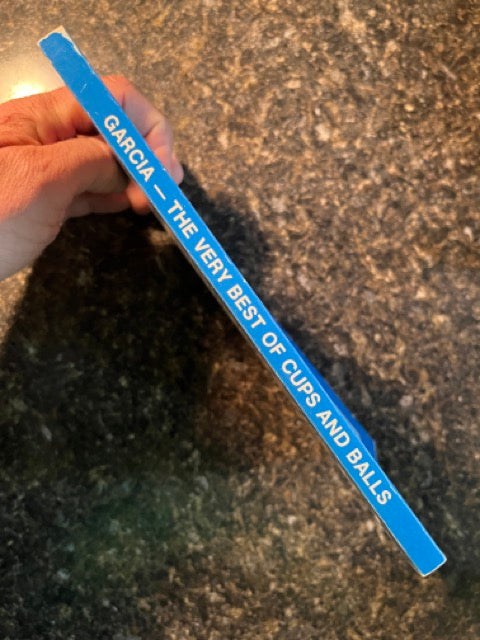 GARCIA — THE VERY BEST OF CUPS AND BALLS